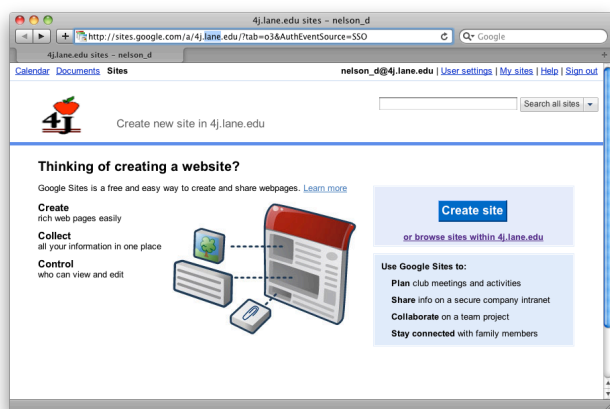 4j.lane.edu sites – nelson_d
http://sites.google.com/a/4j.lane.edu/?tab=o3&AuthEventSource=SSO
Google
4j.lane.edu sites – nelson_d
Calendar Documents Sites
nelson_d@4j.lane.edu | User settings | My sites | Help | Sign out
4J
Create new site in 4j.lane.edu
Search all sites
Thinking of creating a website?
Google Sites is a free and easy way to create and share webpages. Learn more
Create
rich web pages easily
Collect
all your information in one place
Control
who can view and edit
Create site
or browse sites within 4j.lane.edu
Use Google Sites to:
Plan club meetings and activities
Share info on a secure company intranet
Collaborate on a team project
Stay connected with family members